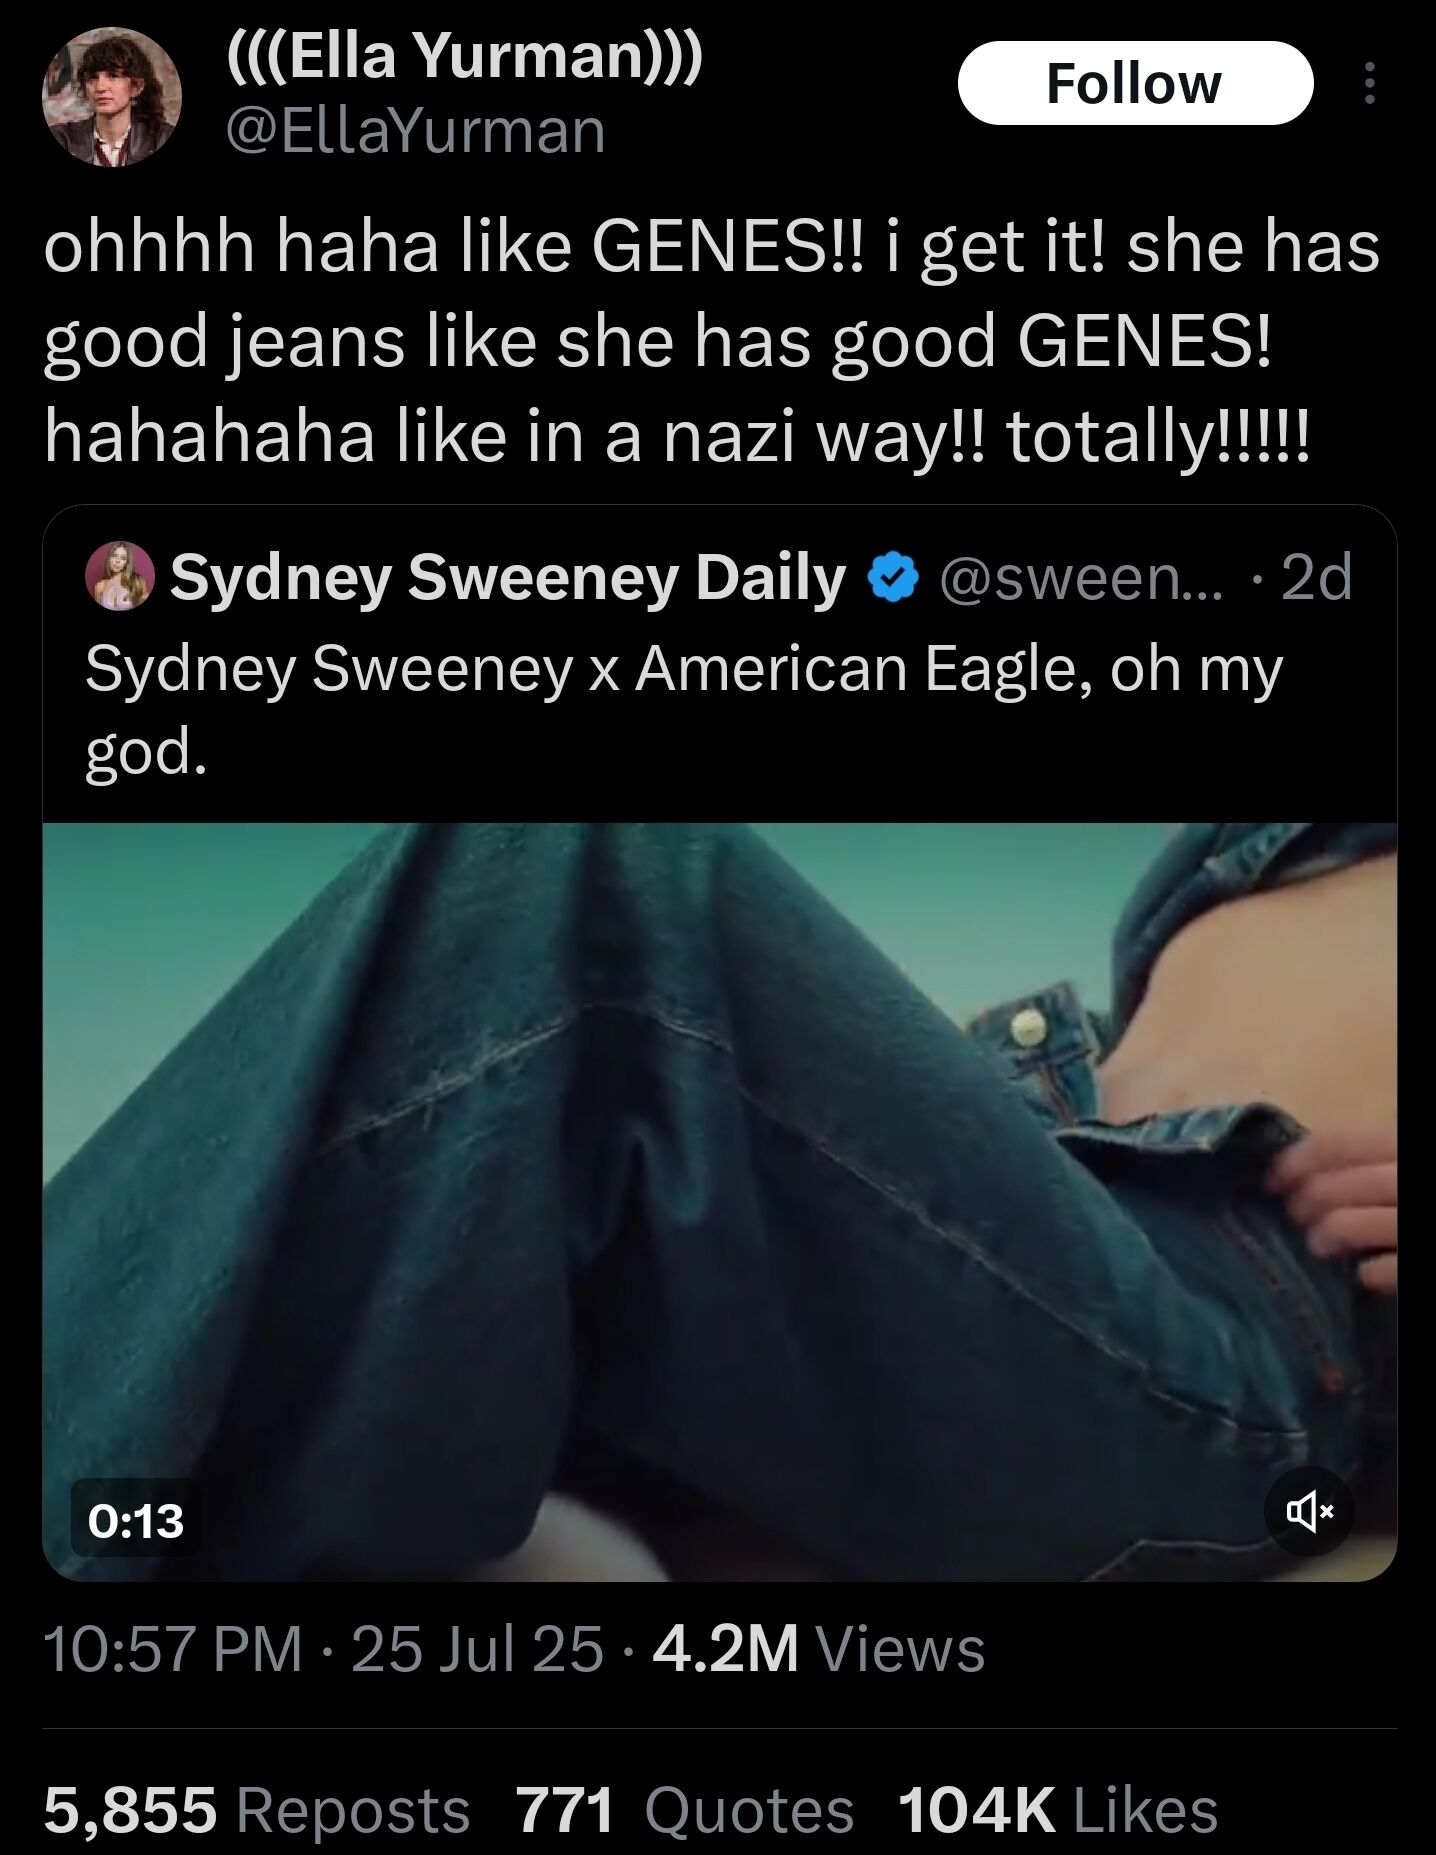 (((Ella Yurman)))
Follow
@EllaYurman
ohhhh haha like GENES!! i get it! she has
good jeans like she has good GENES!
hahahaha like in a nazi way!! totally!!!!!
Sydney Sweeney Daily @sween... · 2d
Sydney Sweeney x American Eagle, oh my
god.
0:13
10:57 PM · 25 Jul 25 · 4.2M Views
5,855 Reposts 771 Quotes 104K Likes